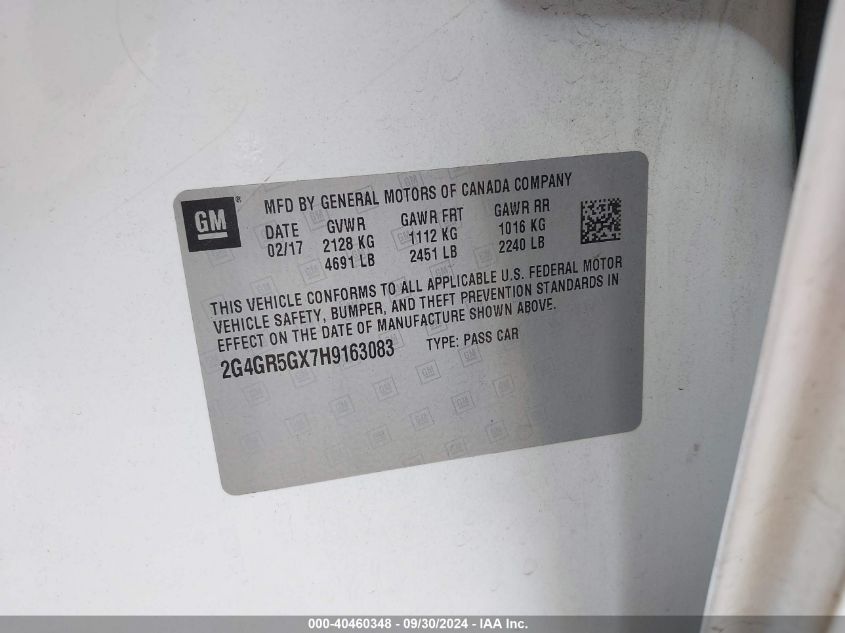 GM®
MFD BY GENERAL MOTORS OF CANADA COMPANY
DATE GVWR GAWR FRT GAWR RR
02/17 2128 KG 1112 KG 1016 KG
4691 LB 2451 LB 2240 LB
THIS VEHICLE CONFORMS TO ALL APPLICABLE U.S. FEDERAL MOTOR
VEHICLE SAFETY, BUMPER, AND THEFT PREVENTION STANDARDS IN
EFFECT ON THE DATE OF MANUFACTURE SHOWN ABOVE.
2G4GR5GX7H9163083 TYPE: PASS CAR
000-40460348 - 09/30/2024 - IAA Inc.